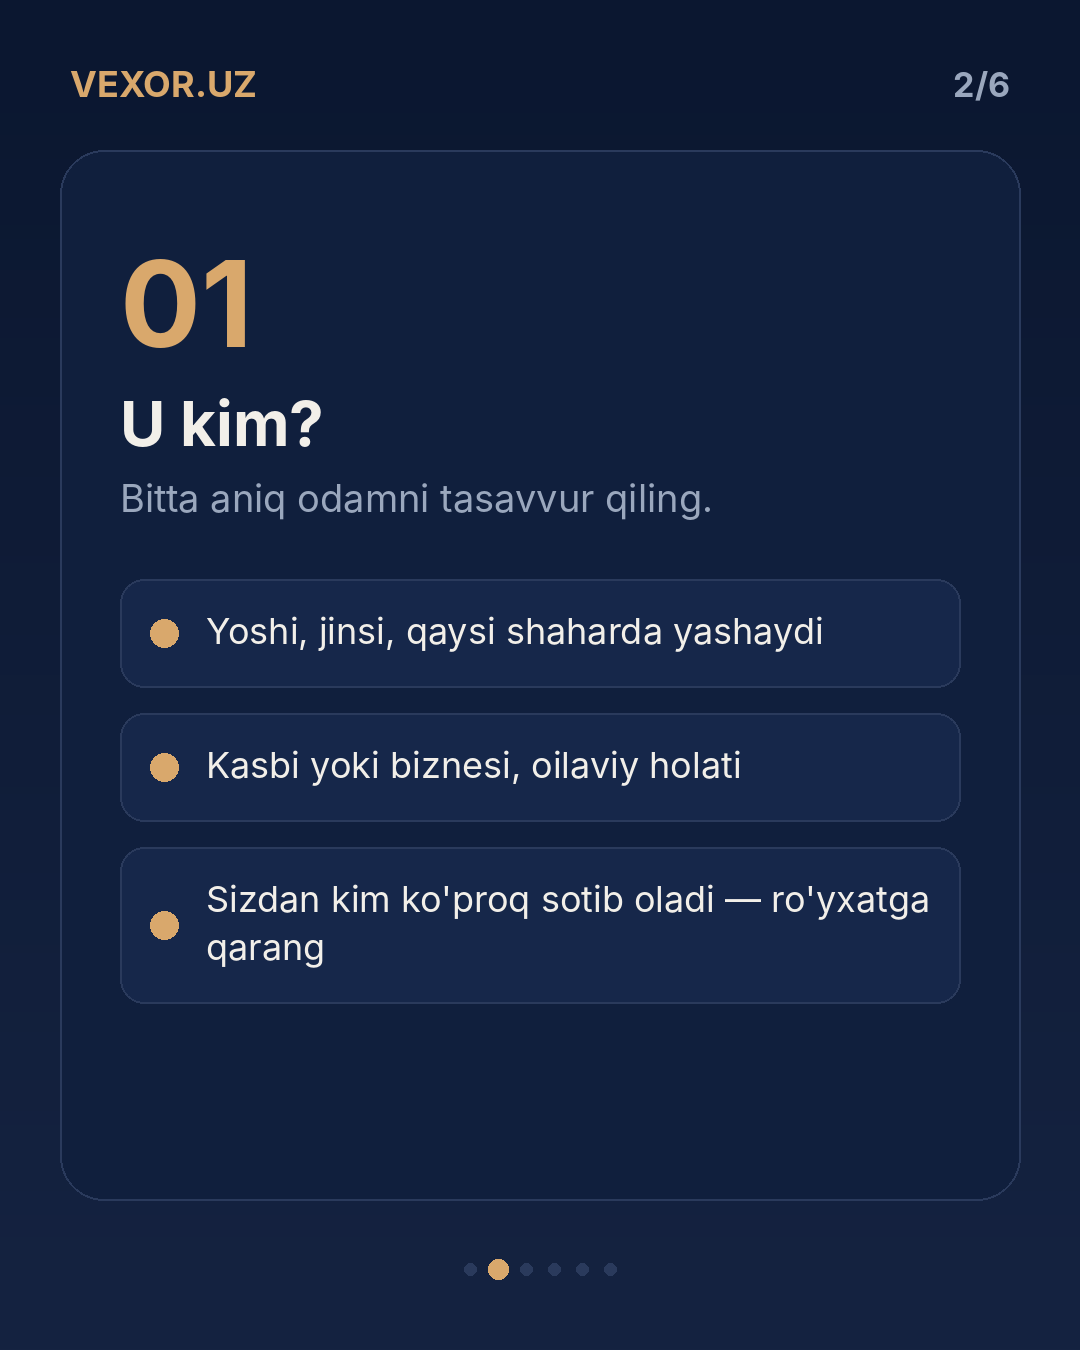 VEXOR.UZ
2/6
01
U kim?
Bitta aniq odamni tasavvur qiling.
Yoshi, jinsi, qaysi shaharda yashaydi
Kasbi yoki biznesi, oilaviy holati
Sizdan kim ko'proq sotib oladi — ro'yxatga
qarang